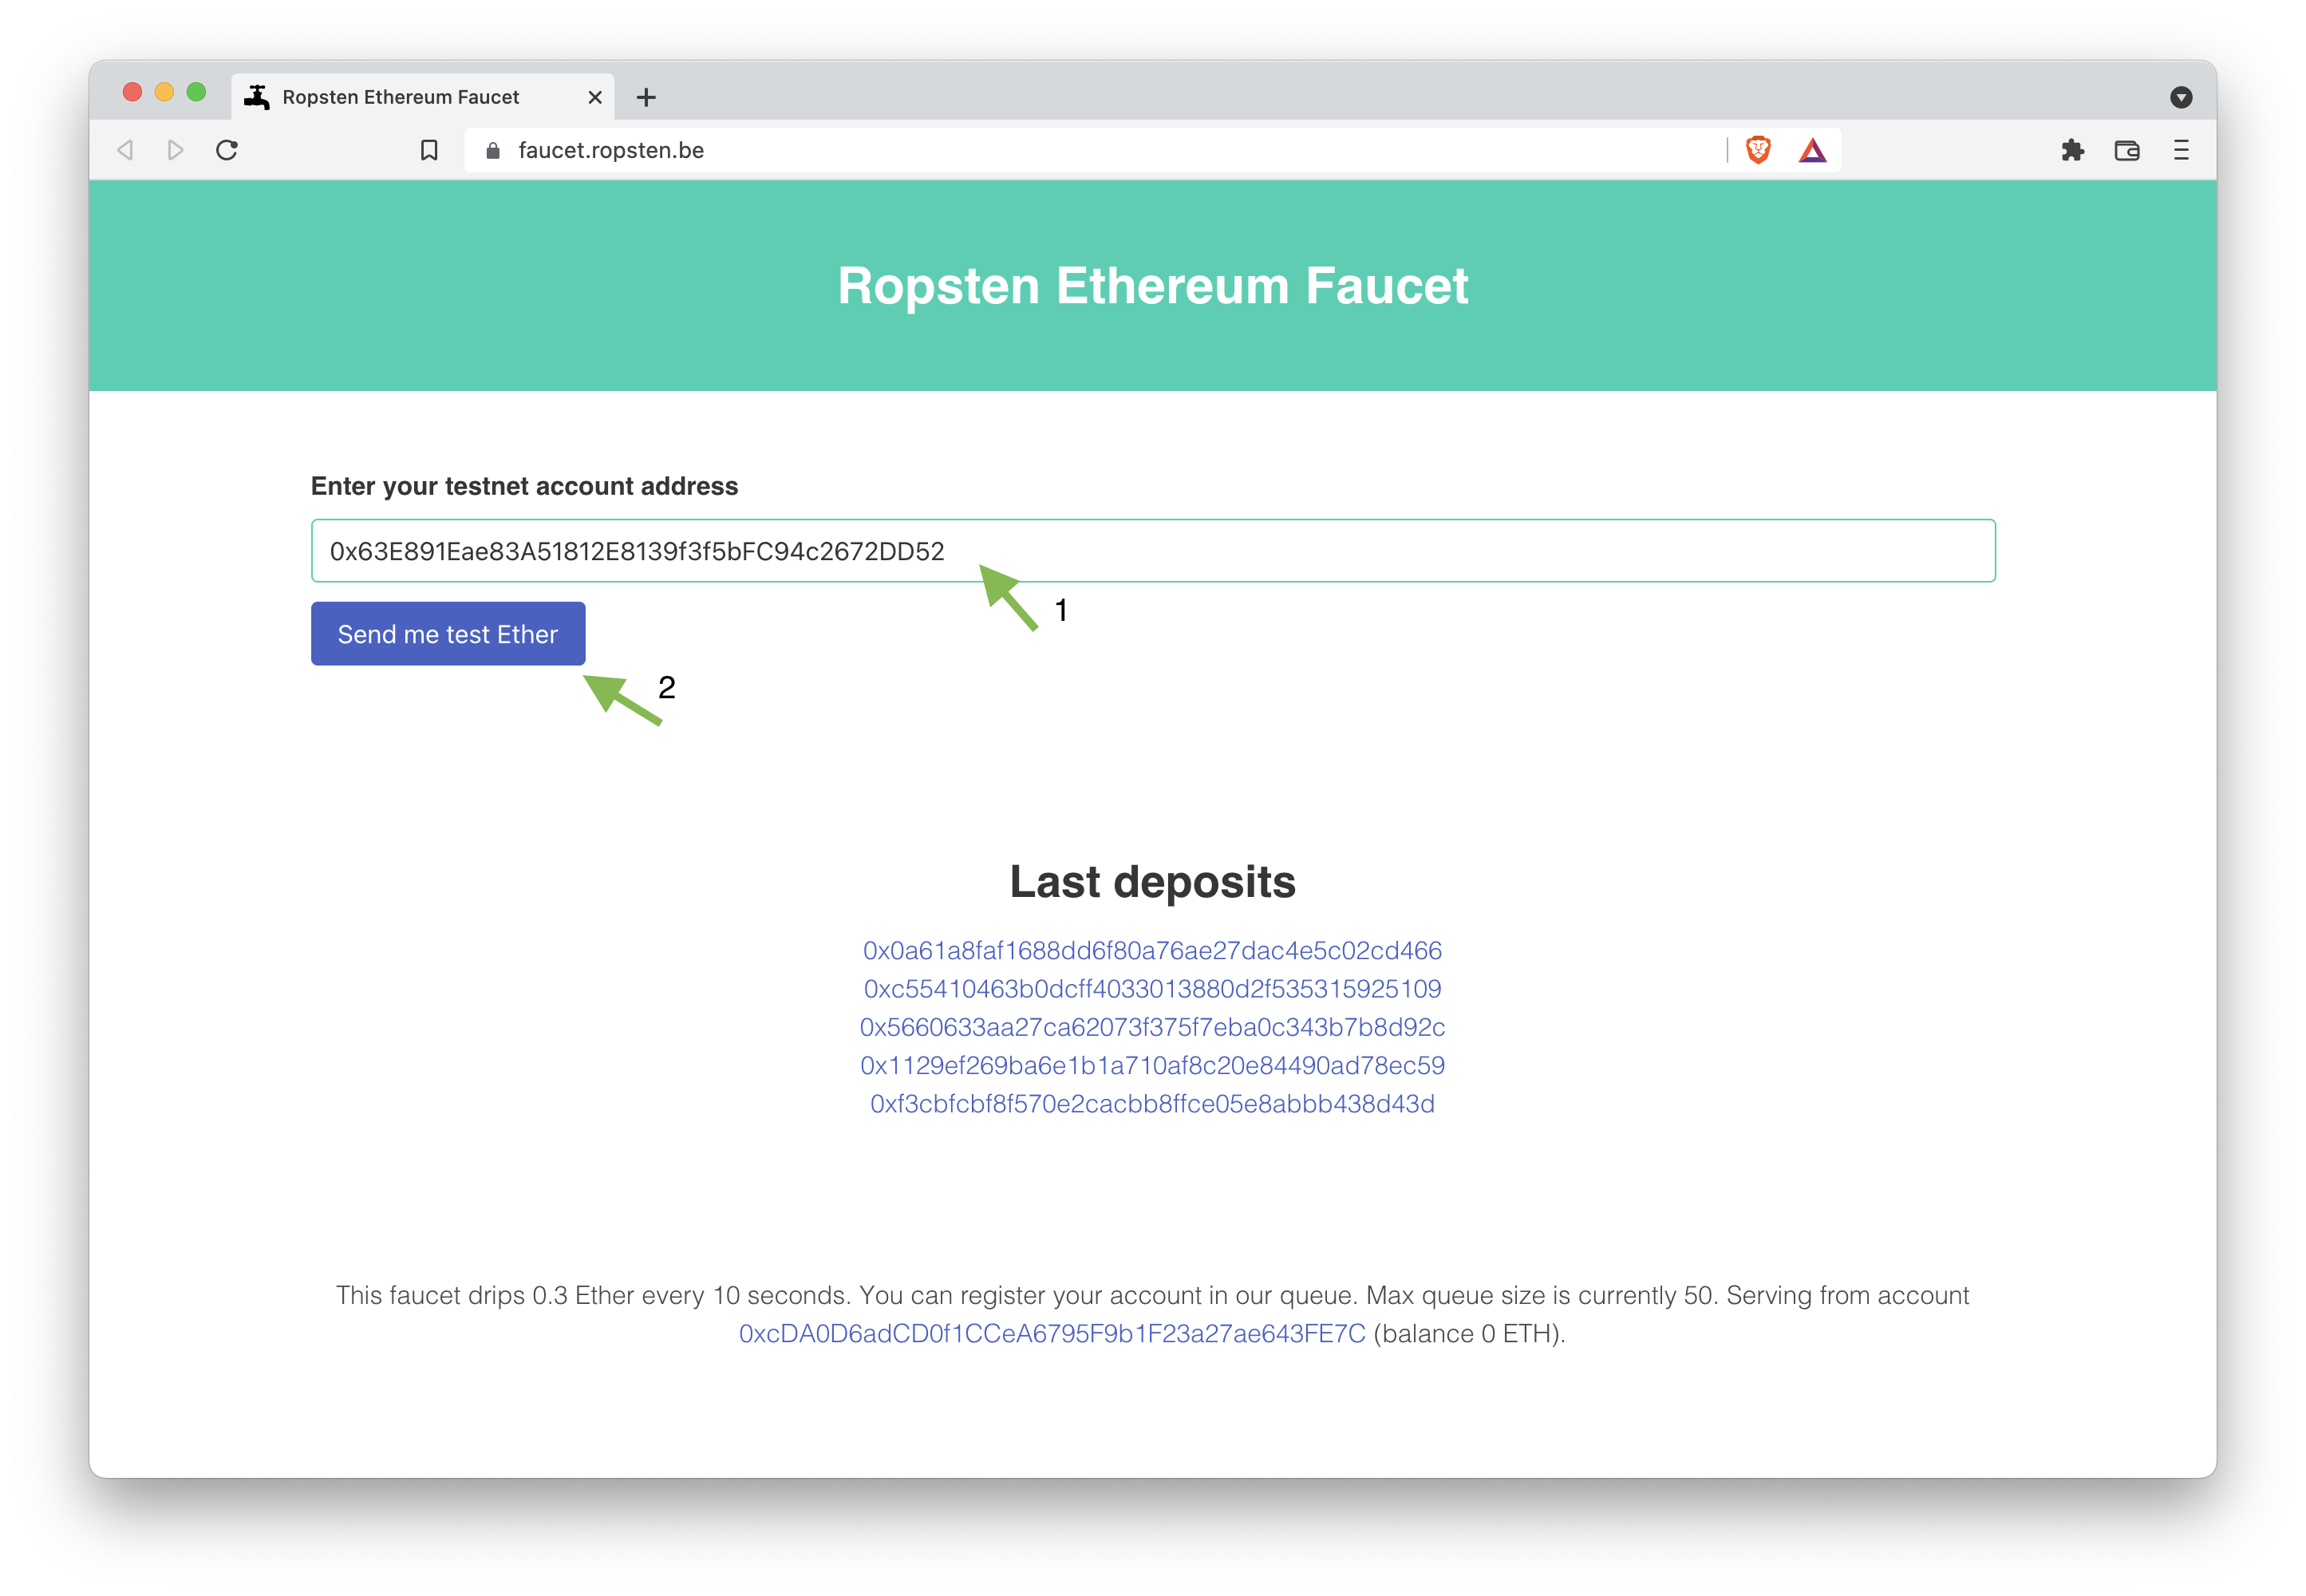 Ropsten Ethereum Faucet
faucet.ropsten.be
Ropsten Ethereum Faucet
Enter your testnet account address
0x63E891Eae83A51812E8139f3f5bFC94c2672DD52
1
Send me test Ether
2
Last deposits
0x0a61a8faf1688dd6f80a76ae27dac4e5c02cd466
0xc55410463b0dcff4033013880d2f535315925109
0x5660633aa27ca62073f375f7eba0c343b7b8d92c
0x1129ef269ba6e1b1a710af8c20e84490ad78ec59
0xf3cbfcbf8f570e2cacbb8ffce05e8abbb438d43d
This faucet drips 0.3 Ether every 10 seconds. You can register your account in our queue. Max queue size is currently 50. Serving from account
0xcDA0D6adCD0f1CCeA6795F9b1F23a27ae643FE7C (balance 0 ETH).